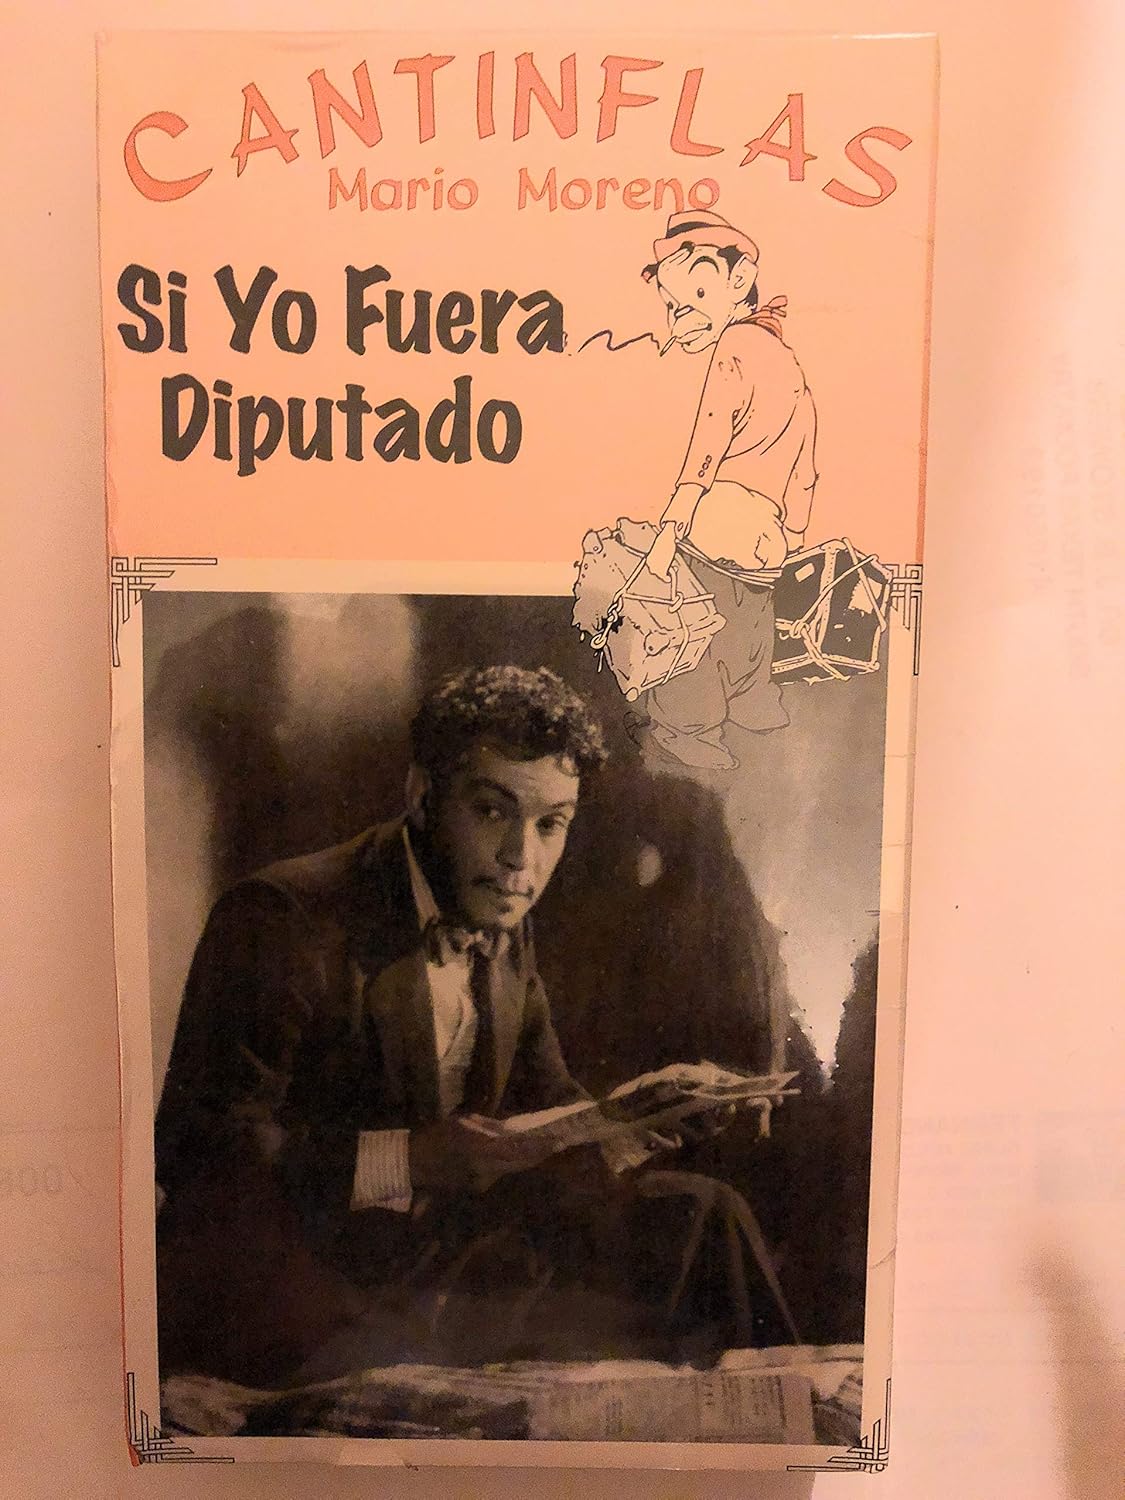 CANTINFLAS
Mario Moreno
Si Yo Fuera
Diputado